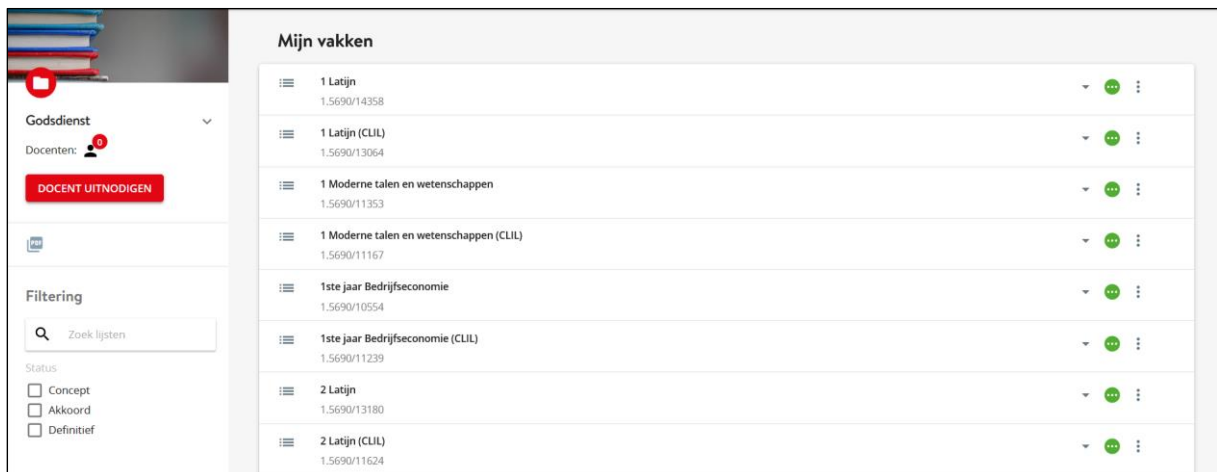 Godsdienst
Docenten: 0
DOCENT UITNODIGEN
PDF
Filtering
Zoek lijsten
Status
Concept
Akkoord
Definitief
Mijn vakken
1 Latijn
1.5690/14358
1 Latijn (CLIL)
1.5690/13064
1 Moderne talen en wetenschappen
1.5690/11353
1 Moderne talen en wetenschappen (CLIL)
1.5690/11167
1ste jaar Bedrijfseconomie
1.5690/10554
1ste jaar Bedrijfseconomie (CLIL)
1.5690/11239
2 Latijn
1.5690/13180
2 Latijn (CLIL)
1.5690/11624